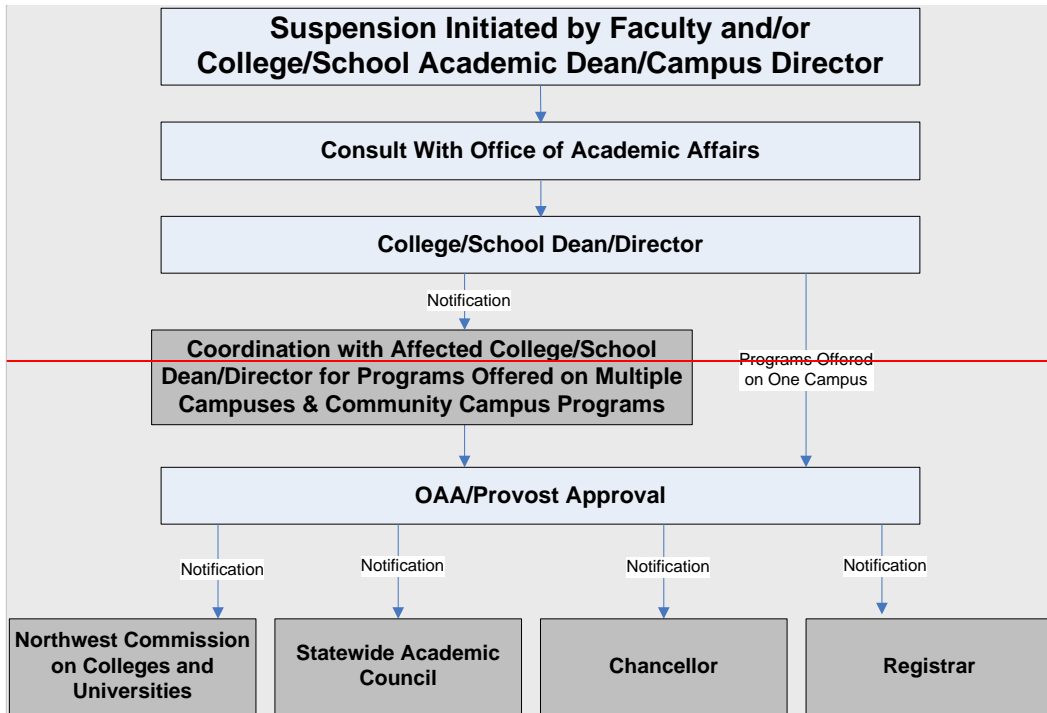 Suspension Initiated by Faculty and/or
College/School Academic Dean/Campus Director
Consult With Office of Academic Affairs
College/School Dean/Director
Notification
Coordination with Affected College/School
Dean/Director for Programs Offered on Multiple
Campuses & Community Campus Programs
Programs Offered
on One Campus
OAA/Provost Approval
Notification
Notification
Notification
Notification
Northwest Commission
on Colleges and
Universities
Statewide Academic
Council
Chancellor
Registrar